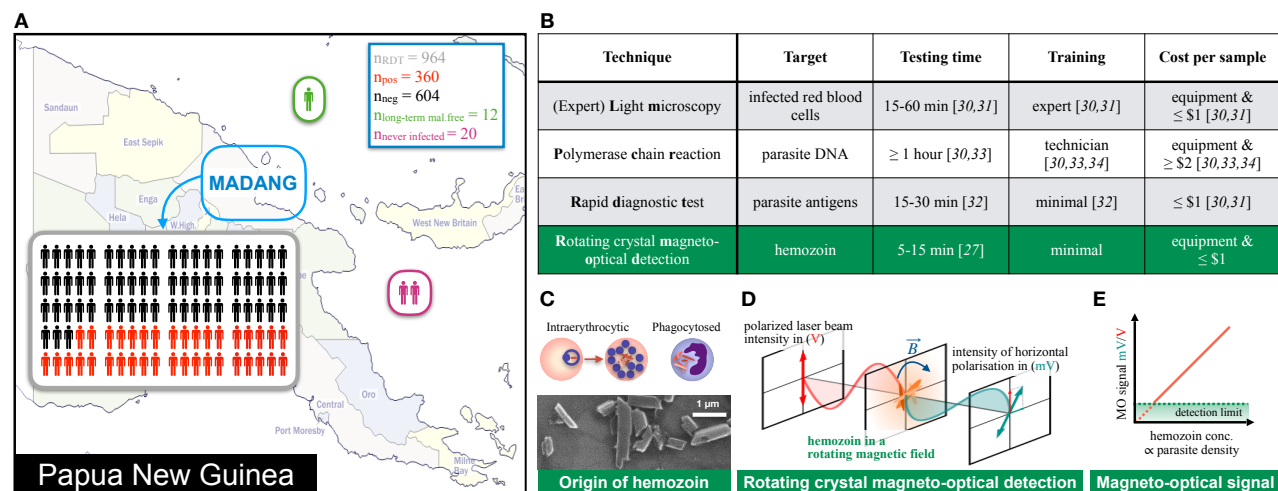 A
Sandaun
East Sepik
Enga
Hela
W.High.
MADANG
n_RDT = 964
n_pos = 360
n_neg = 604
n_long-term mal.free = 12
n_never infected = 20
West New Britain
Oro
Central
Port Moresby
Milne
Bay
Papua New Guinea
B
Technique Target Testing time Training Cost per sample
(Expert) Light microscopy infected red blood cells 15-60 min [30,31] expert [30,31] equipment & ≤ $1 [30,31]
Polymerase chain reaction parasite DNA ≥ 1 hour [30,33] technician [30,33,34] equipment & ≥ $2 [30,33,34]
Rapid diagnostic test parasite antigens 15-30 min [32] minimal [32] ≤ $1 [30,31]
Rotating crystal magneto-optical detection hemozoin 5-15 min [27] minimal equipment & ≤ $1
C
Intraerythrocytic Phagocytosed
1 μm
Origin of hemozoin
D
polarized laser beam
intensity in (V)
B
intensity of horizontal
polarisation in (mV)
hemozoin in a
rotating magnetic field
Rotating crystal magneto-optical detection
E
MO signal mV/V
detection limit
hemozoin conc.
∝ parasite density
Magneto-optical signal